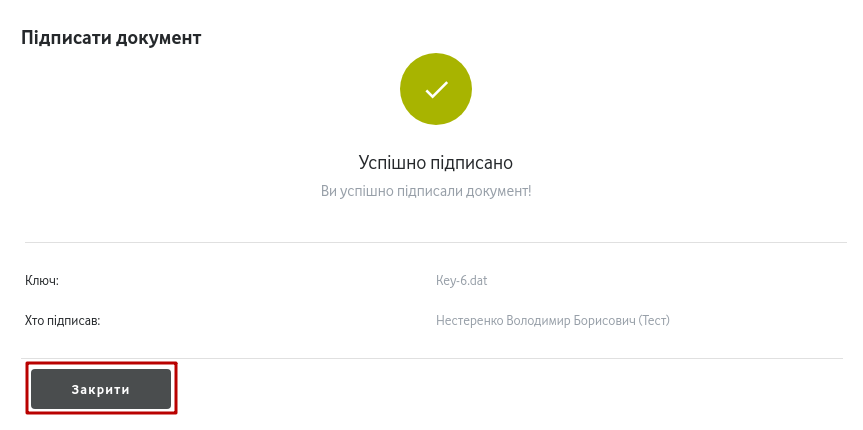 Підписати документ
Успішно підписано
Ви успішно підписали документ!
Ключ: Key-6.dat
Хто підписав: Нестеренко Володимир Борисович (Тест)
Закрити